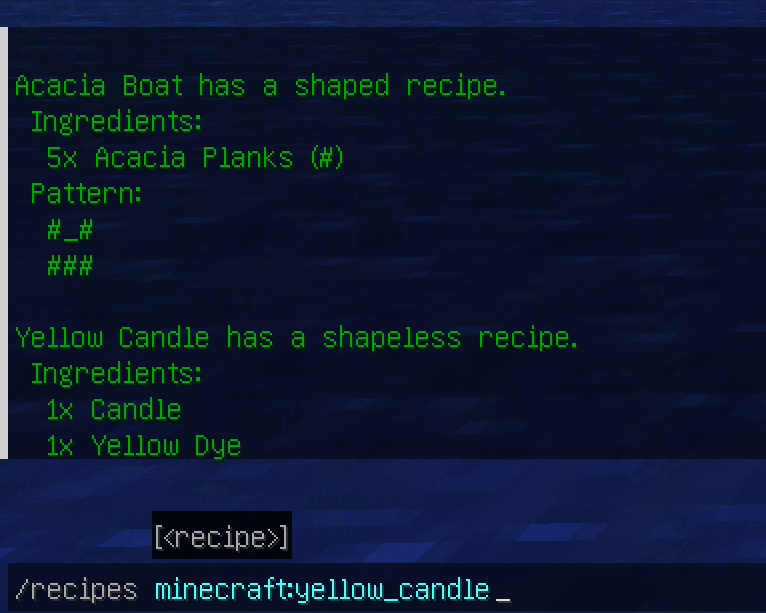 Acacia Boat has a shaped recipe.
Ingredients:
5x Acacia Planks (#)
Pattern:
#_#
###
Yellow Candle has a shapeless recipe.
Ingredients:
1x Candle
1x Yellow Dye
[<recipe>]
/recipes minecraft:yellow_candle_